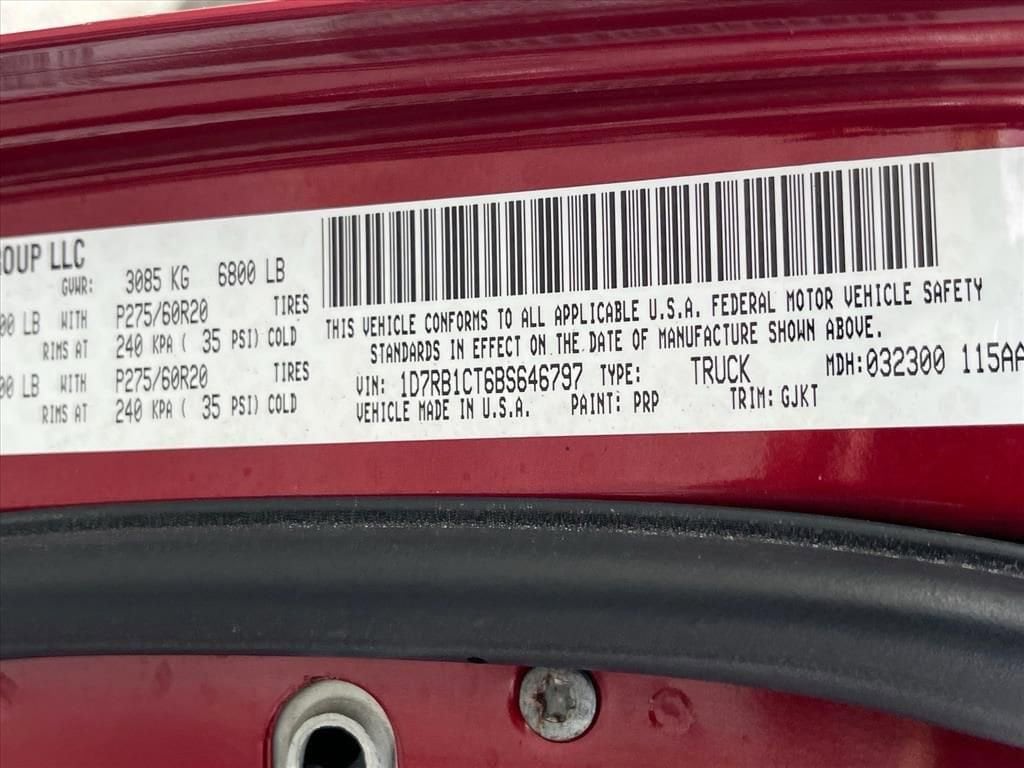 ROUP LLC
GVWR: 3085 KG 6800 LB
00 LB WITH P275/60R20 TIRES
RIMS AT 240 KPA ( 35 PSI) COLD
00 LB WITH P275/60R20 TIRES
RIMS AT 240 KPA ( 35 PSI) COLD
THIS VEHICLE CONFORMS TO ALL APPLICABLE U.S.A. FEDERAL MOTOR VEHICLE SAFETY
STANDARDS IN EFFECT ON THE DATE OF MANUFACTURE SHOWN ABOVE.
VIN: 1D7RB1CT6BS646797 TYPE: TRUCK MDH:032300 115AA
VEHICLE MADE IN U.S.A. PAINT: PRP TRIM: GJKT